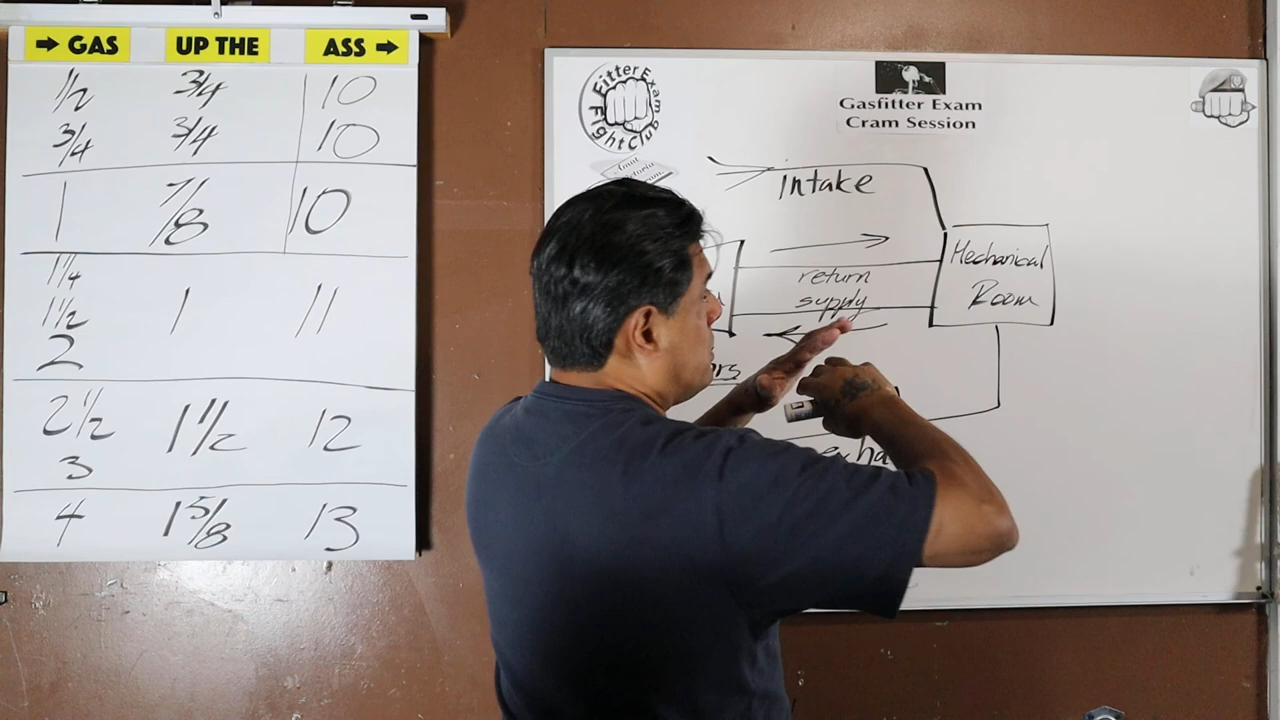 → GAS UP THE ASS →
1/2 3/4 10
3/4 3/4 10
1 7/8 10
1 1/4
1 1/2 1 11
2
2 1/2 1 1/2 12
3
4 1 5/8 13
Fitter Exam
Fight Club
Gasfitter Exam
Cram Session
intake
return
supply
Mechanical
Room